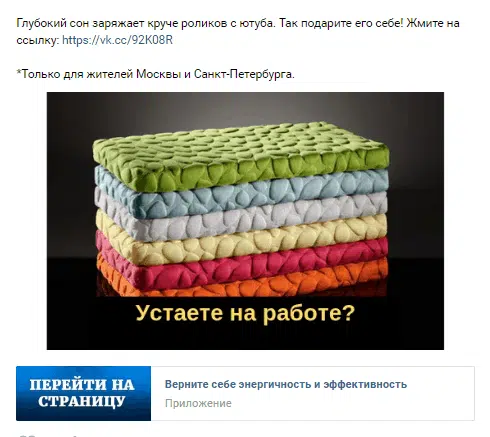 Глубокий сон заряжает круче роликов с ютуба. Так подарите его себе! Жмите на
ссылку: https://vk.cc/92K08R
*Только для жителей Москвы и Санкт-Петербурга.
Устаете на работе?
ПЕРЕЙТИ НА
СТРАНИЦУ
Верните себе энергичность и эффективность
Приложение